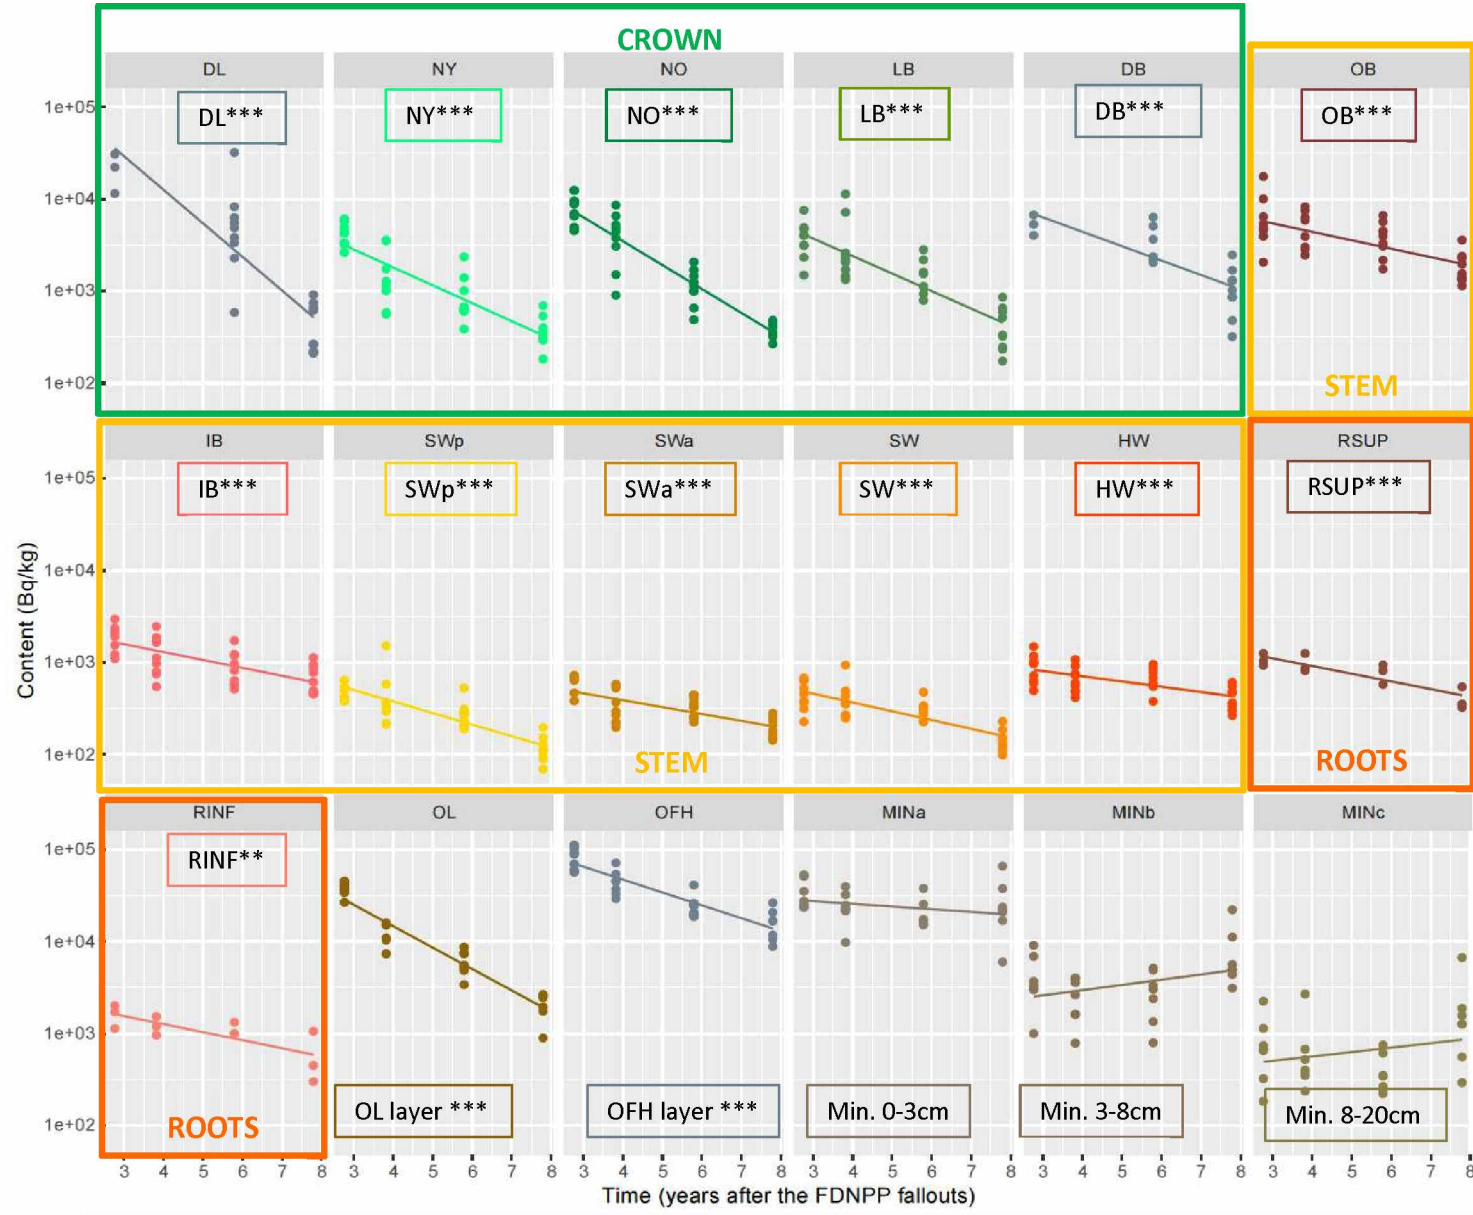 CROWN
DL NY NO LB DB OB
1e+05
DL*** NY*** NO*** LB*** DB*** OB***
1e+04
1e+03
1e+02
STEM
IB SWp SWa SW HW RSUP
1e+05
IB*** SWp*** SWa*** SW*** HW*** RSUP***
1e+04
1e+03
1e+02
STEM
ROOTS
Content (Bq/kg)
RINF OL OFH MINa MINb MINc
1e+05
RINF**
1e+04
1e+03
1e+02
OL layer *** OFH layer *** Min. 0-3cm Min. 3-8cm Min. 8-20cm
ROOTS
3 4 5 6 7 8 3 4 5 6 7 8 3 4 5 6 7 8 3 4 5 6 7 8 3 4 5 6 7 8 3 4 5 6 7 8
Time (years after the FDNPP fallouts)